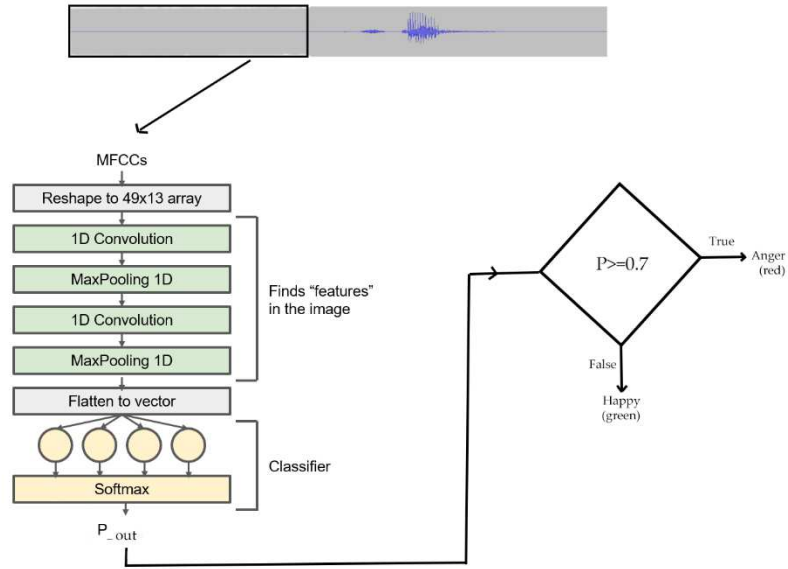 MFCCs
Reshape to 49x13 array
1D Convolution
MaxPooling 1D
1D Convolution
MaxPooling 1D
Finds “features”
in the image
Flatten to vector
Classifier
Softmax
P_out
P>=0.7
True
Anger
(red)
False
Happy
(green)